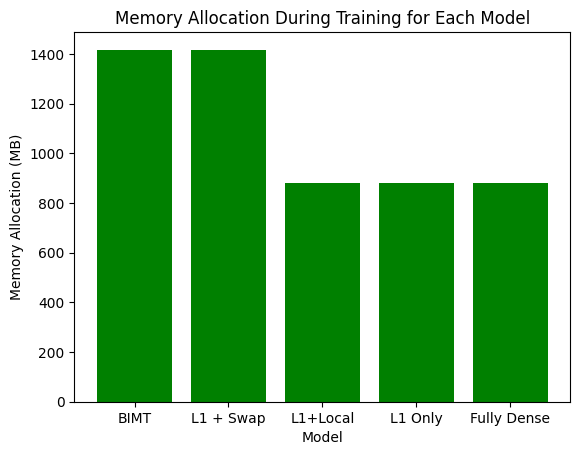 Memory Allocation During Training for Each Model
Memory Allocation (MB)
1400
1200
1000
800
600
400
200
0
BIMT L1 + Swap L1+Local L1 Only Fully Dense
Model